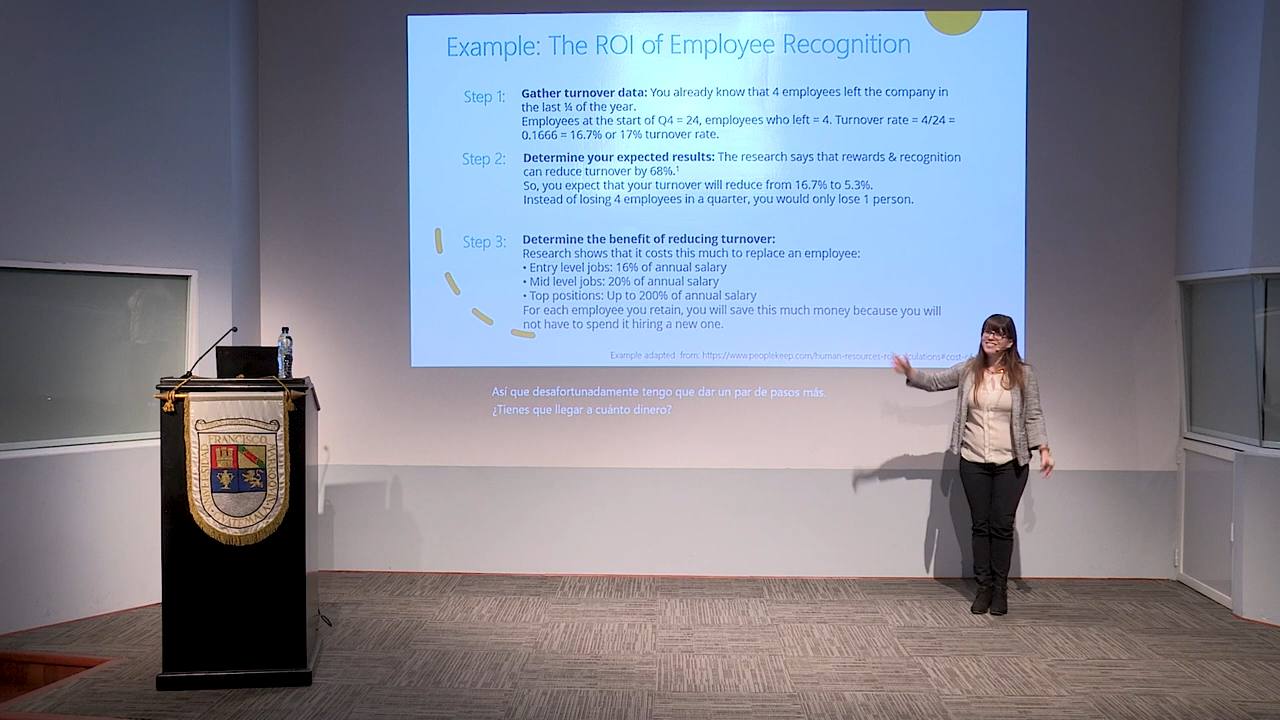 Example: The ROI of Employee Recognition
Step 1:
Gather turnover data: You already know that 4 employees left the company in
the last ¼ of the year.
Employees at the start of Q4 = 24, employees who left = 4. Turnover rate = 4/24 =
0.1666 = 16.7% or 17% turnover rate.
Step 2:
Determine your expected results: The research says that rewards & recognition
can reduce turnover by 68%.¹
So, you expect that your turnover will reduce from 16.7% to 5.3%.
Instead of losing 4 employees in a quarter, you would only lose 1 person.
Step 3:
Determine the benefit of reducing turnover:
Research shows that it costs this much to replace an employee:
• Entry level jobs: 16% of annual salary
• Mid level jobs: 20% of annual salary
• Top positions: Up to 200% of annual salary
For each employee you retain, you will save this much money because you will
not have to spend it hiring a new one.
Example adapted from: https://www.peoplekeep.com/human-resources-roi-calculations#cost-
Así que desafortunadamente tengo que dar un par de pasos más.
¿Tienes que llegar a cuánto dinero?
FRANCISCO
MARROQUIN
UNIVERSITAS
GUATEMALA